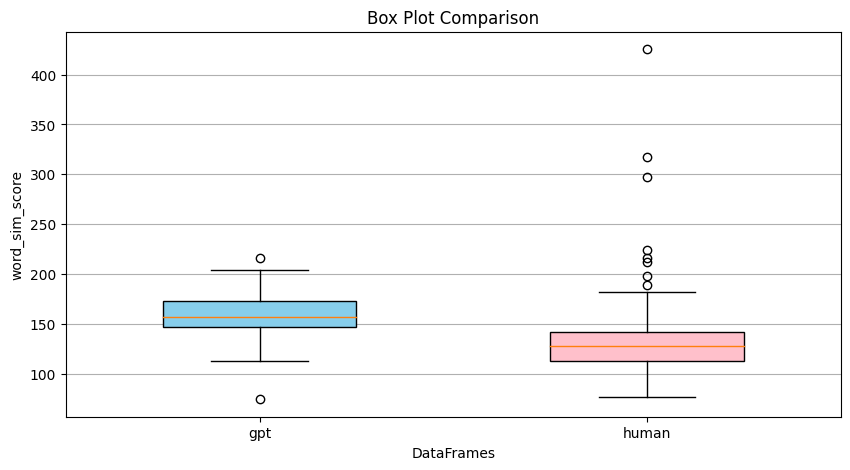 Box Plot Comparison
word_sim_score
400
350
300
250
200
150
100
gpt
human
DataFrames